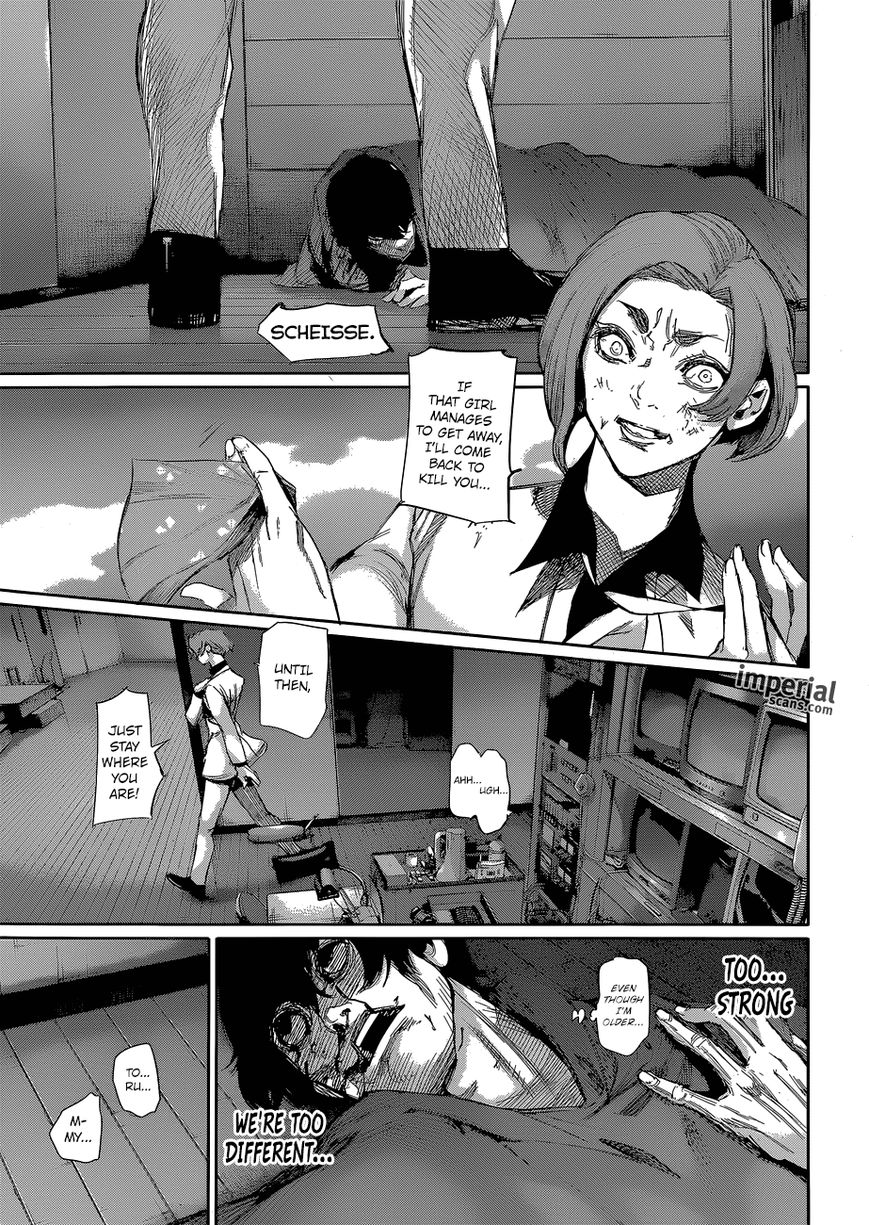 SCHEISSE.
IF
THAT GIRL
MANAGES
TO GET AWAY,
I'LL COME
BACK TO
KILL YOU...
UNTIL
THEN,
JUST
STAY
WHERE
YOU
ARE!
AHH...
UGH...
imperial
scans.com
TOO...
STRONG
EVEN
THOUGH
I'M
OLDER...
WE'RE TOO
DIFFERENT...
TO...
RU...
M-
MY...